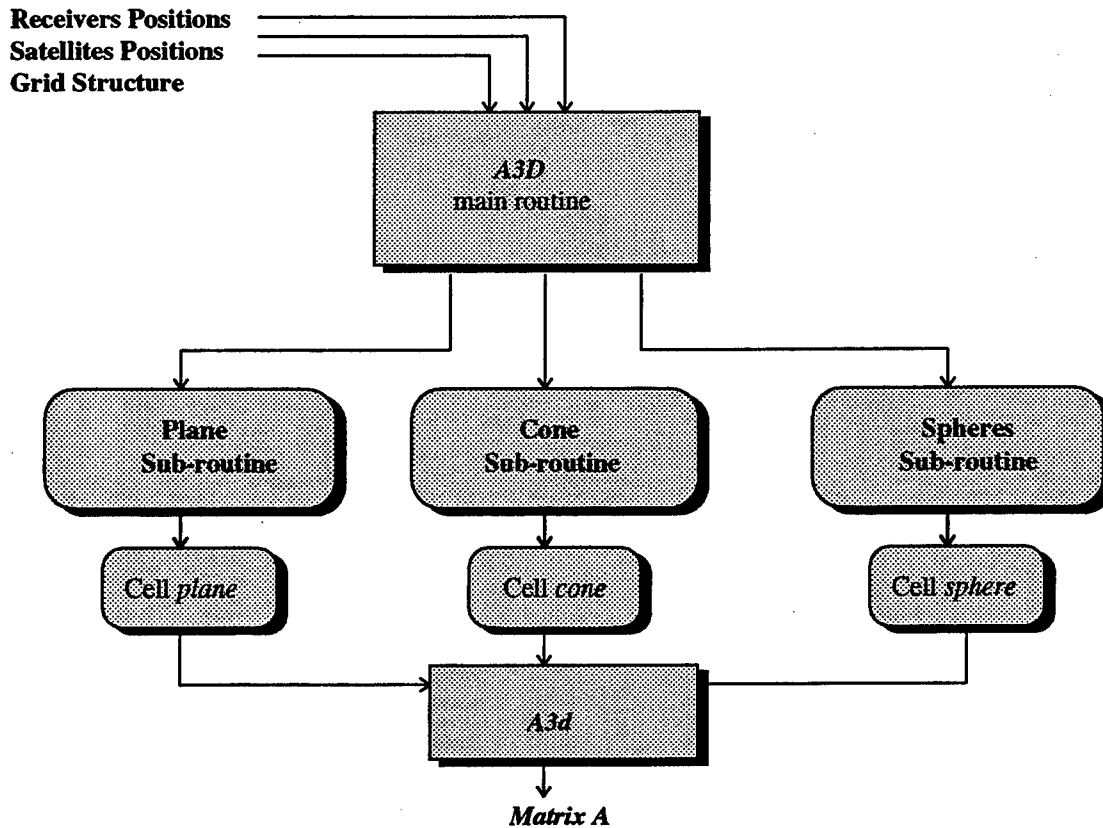 Receivers Positions
Satellites Positions
Grid Structure
A3D
main routine
Plane
Sub-routine
Cone
Sub-routine
Spheres
Sub-routine
Cell plane
Cell cone
Cell sphere
A3d
Matrix A